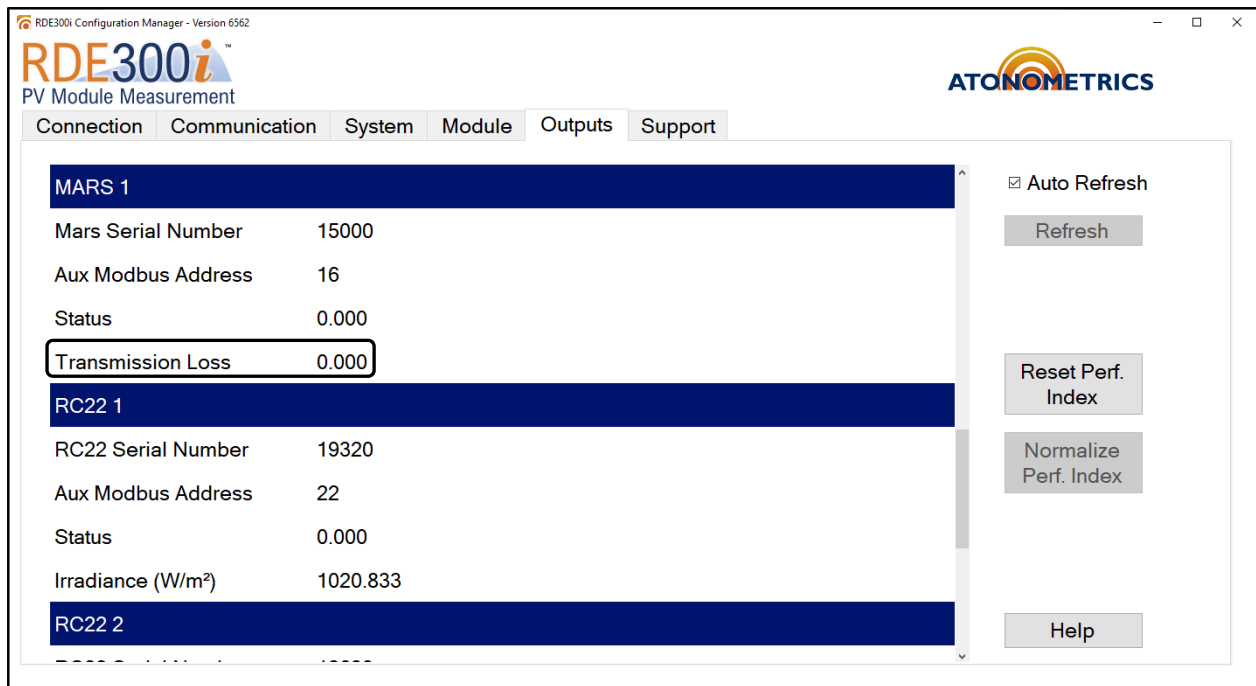 RDE300i Configuration Manager - Version 6562
RDE300i™
PV Module Measurement
ATONOMETRICS
Connection Communication System Module Outputs Support
MARS 1
Mars Serial Number 15000
Aux Modbus Address 16
Status 0.000
Transmission Loss 0.000
RC22 1
RC22 Serial Number 19320
Aux Modbus Address 22
Status 0.000
Irradiance (W/m²) 1020.833
RC22 2
Auto Refresh
Refresh
Reset Perf.
Index
Normalize
Perf. Index
Help